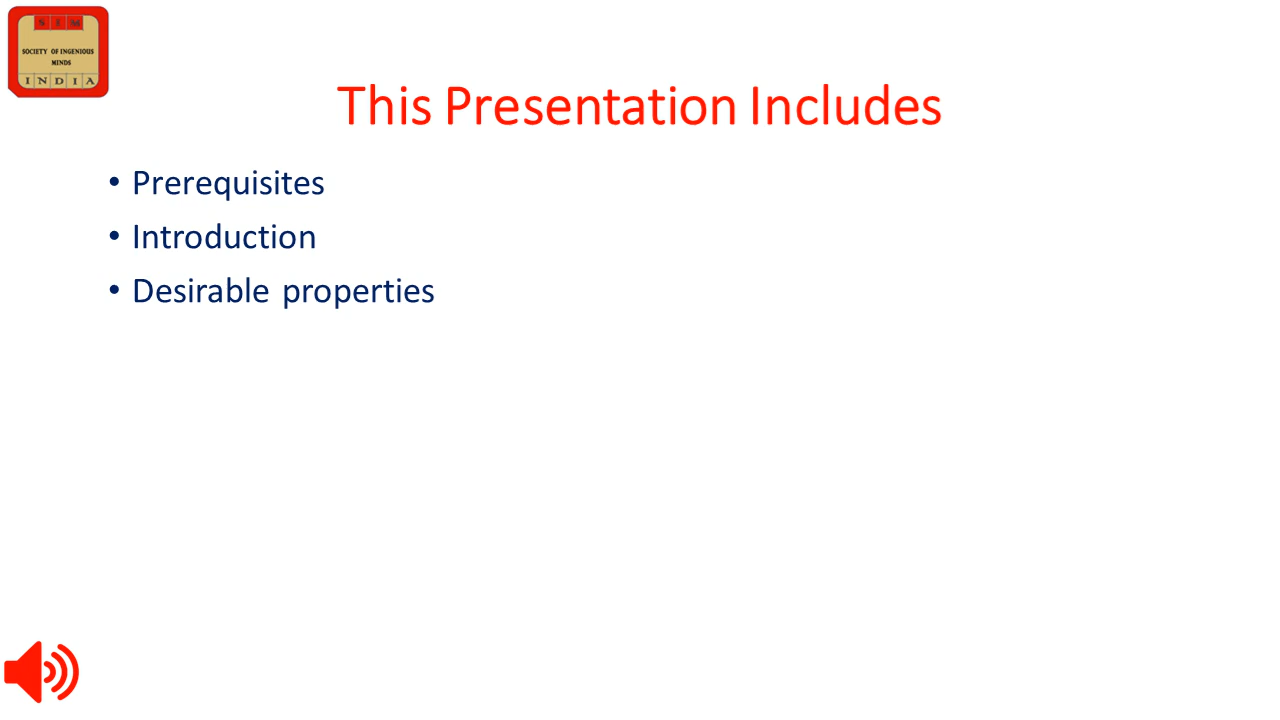 S I M
SOCIETY OF INGENIOUS
MINDS
I N D I A
This Presentation Includes
• Prerequisites
• Introduction
• Desirable properties